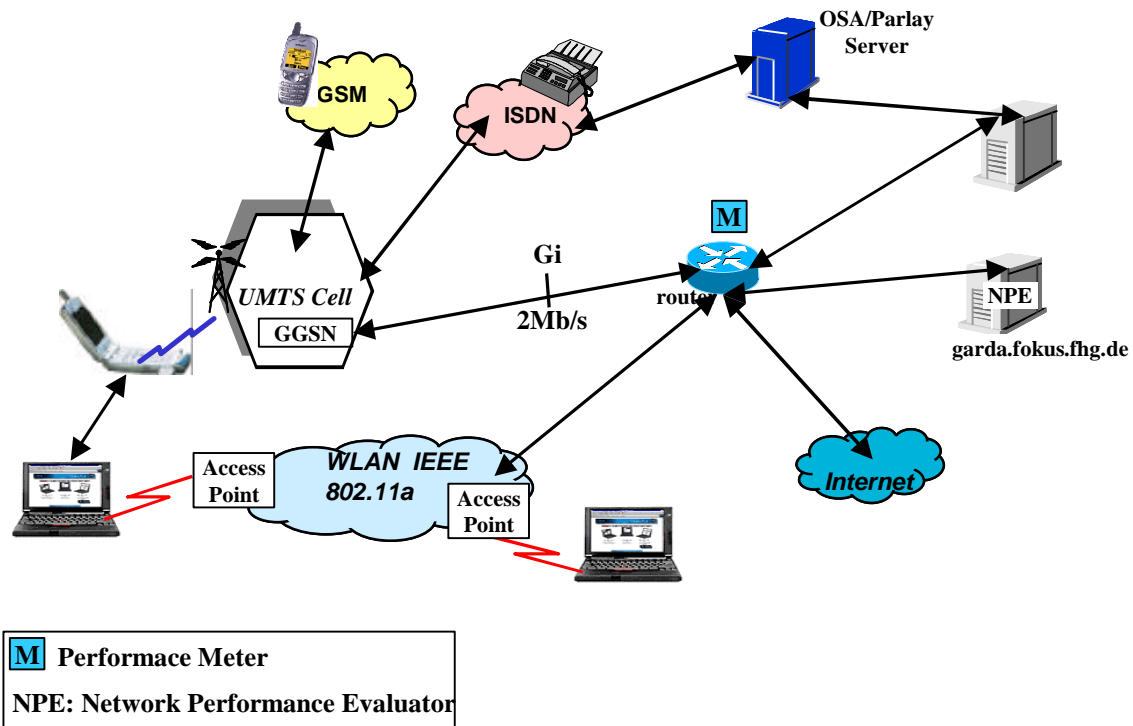 OSA/Parlay
Server
GSM
ISDN
M
Gi
2Mb/s
router
UMTS Cell
GGSN
NPE
garda.fokus.fhg.de
WLAN IEEE
802.11a
Access
Point
Access
Point
Internet
M Performace Meter
NPE: Network Performance Evaluator